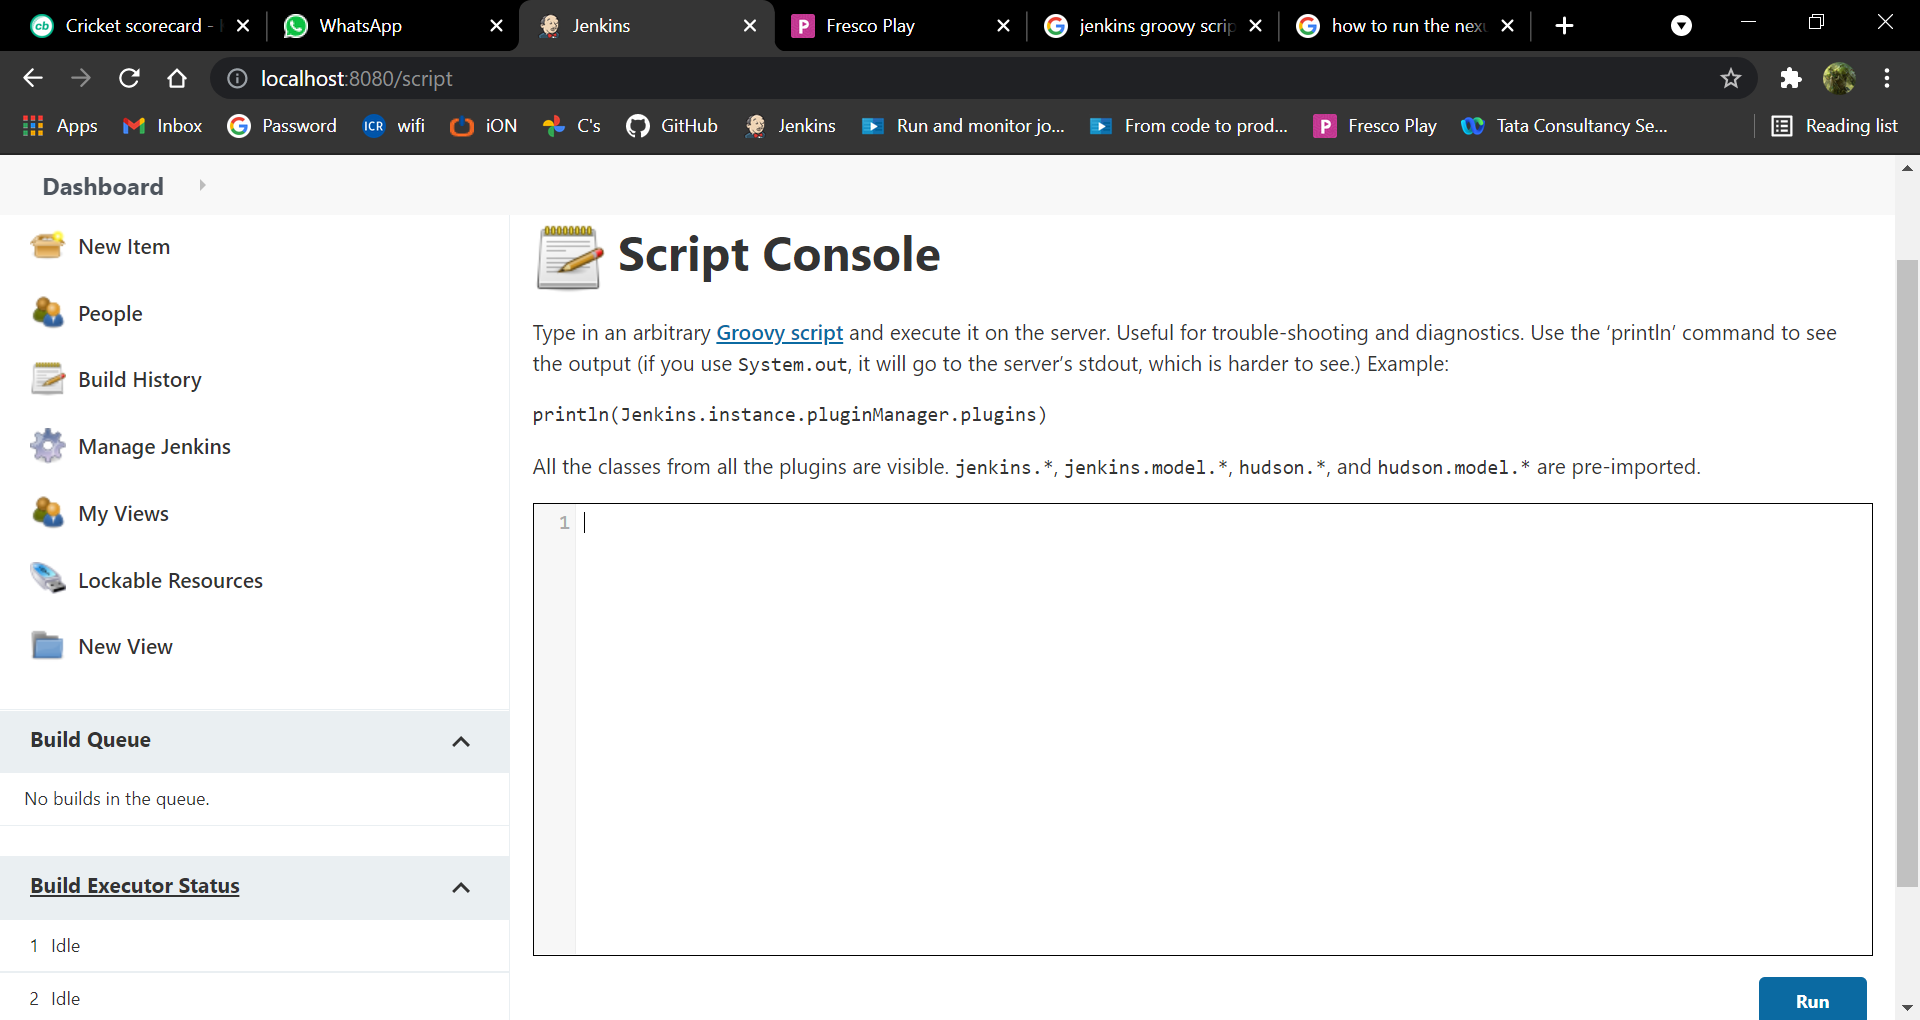 Cricket scorecard -
WhatsApp
Jenkins
Fresco Play
jenkins groovy scrip
how to run the nexu
localhost:8080/script
Apps
Inbox
Password
ICR
wifi
iON
C's
GitHub
Jenkins
Run and monitor jo...
From code to prod...
Fresco Play
Tata Consultancy Se...
Reading list
Dashboard
New Item
People
Build History
Manage Jenkins
My Views
Lockable Resources
New View
Build Queue
No builds in the queue.
Build Executor Status
1 Idle
2 Idle
Script Console
Type in an arbitrary Groovy script and execute it on the server. Useful for trouble-shooting and diagnostics. Use the ‘println’ command to see
the output (if you use System.out, it will go to the server’s stdout, which is harder to see.) Example:
println(Jenkins.instance.pluginManager.plugins)
All the classes from all the plugins are visible. jenkins.*, jenkins.model.*, hudson.*, and hudson.model.* are pre-imported.
1
Run